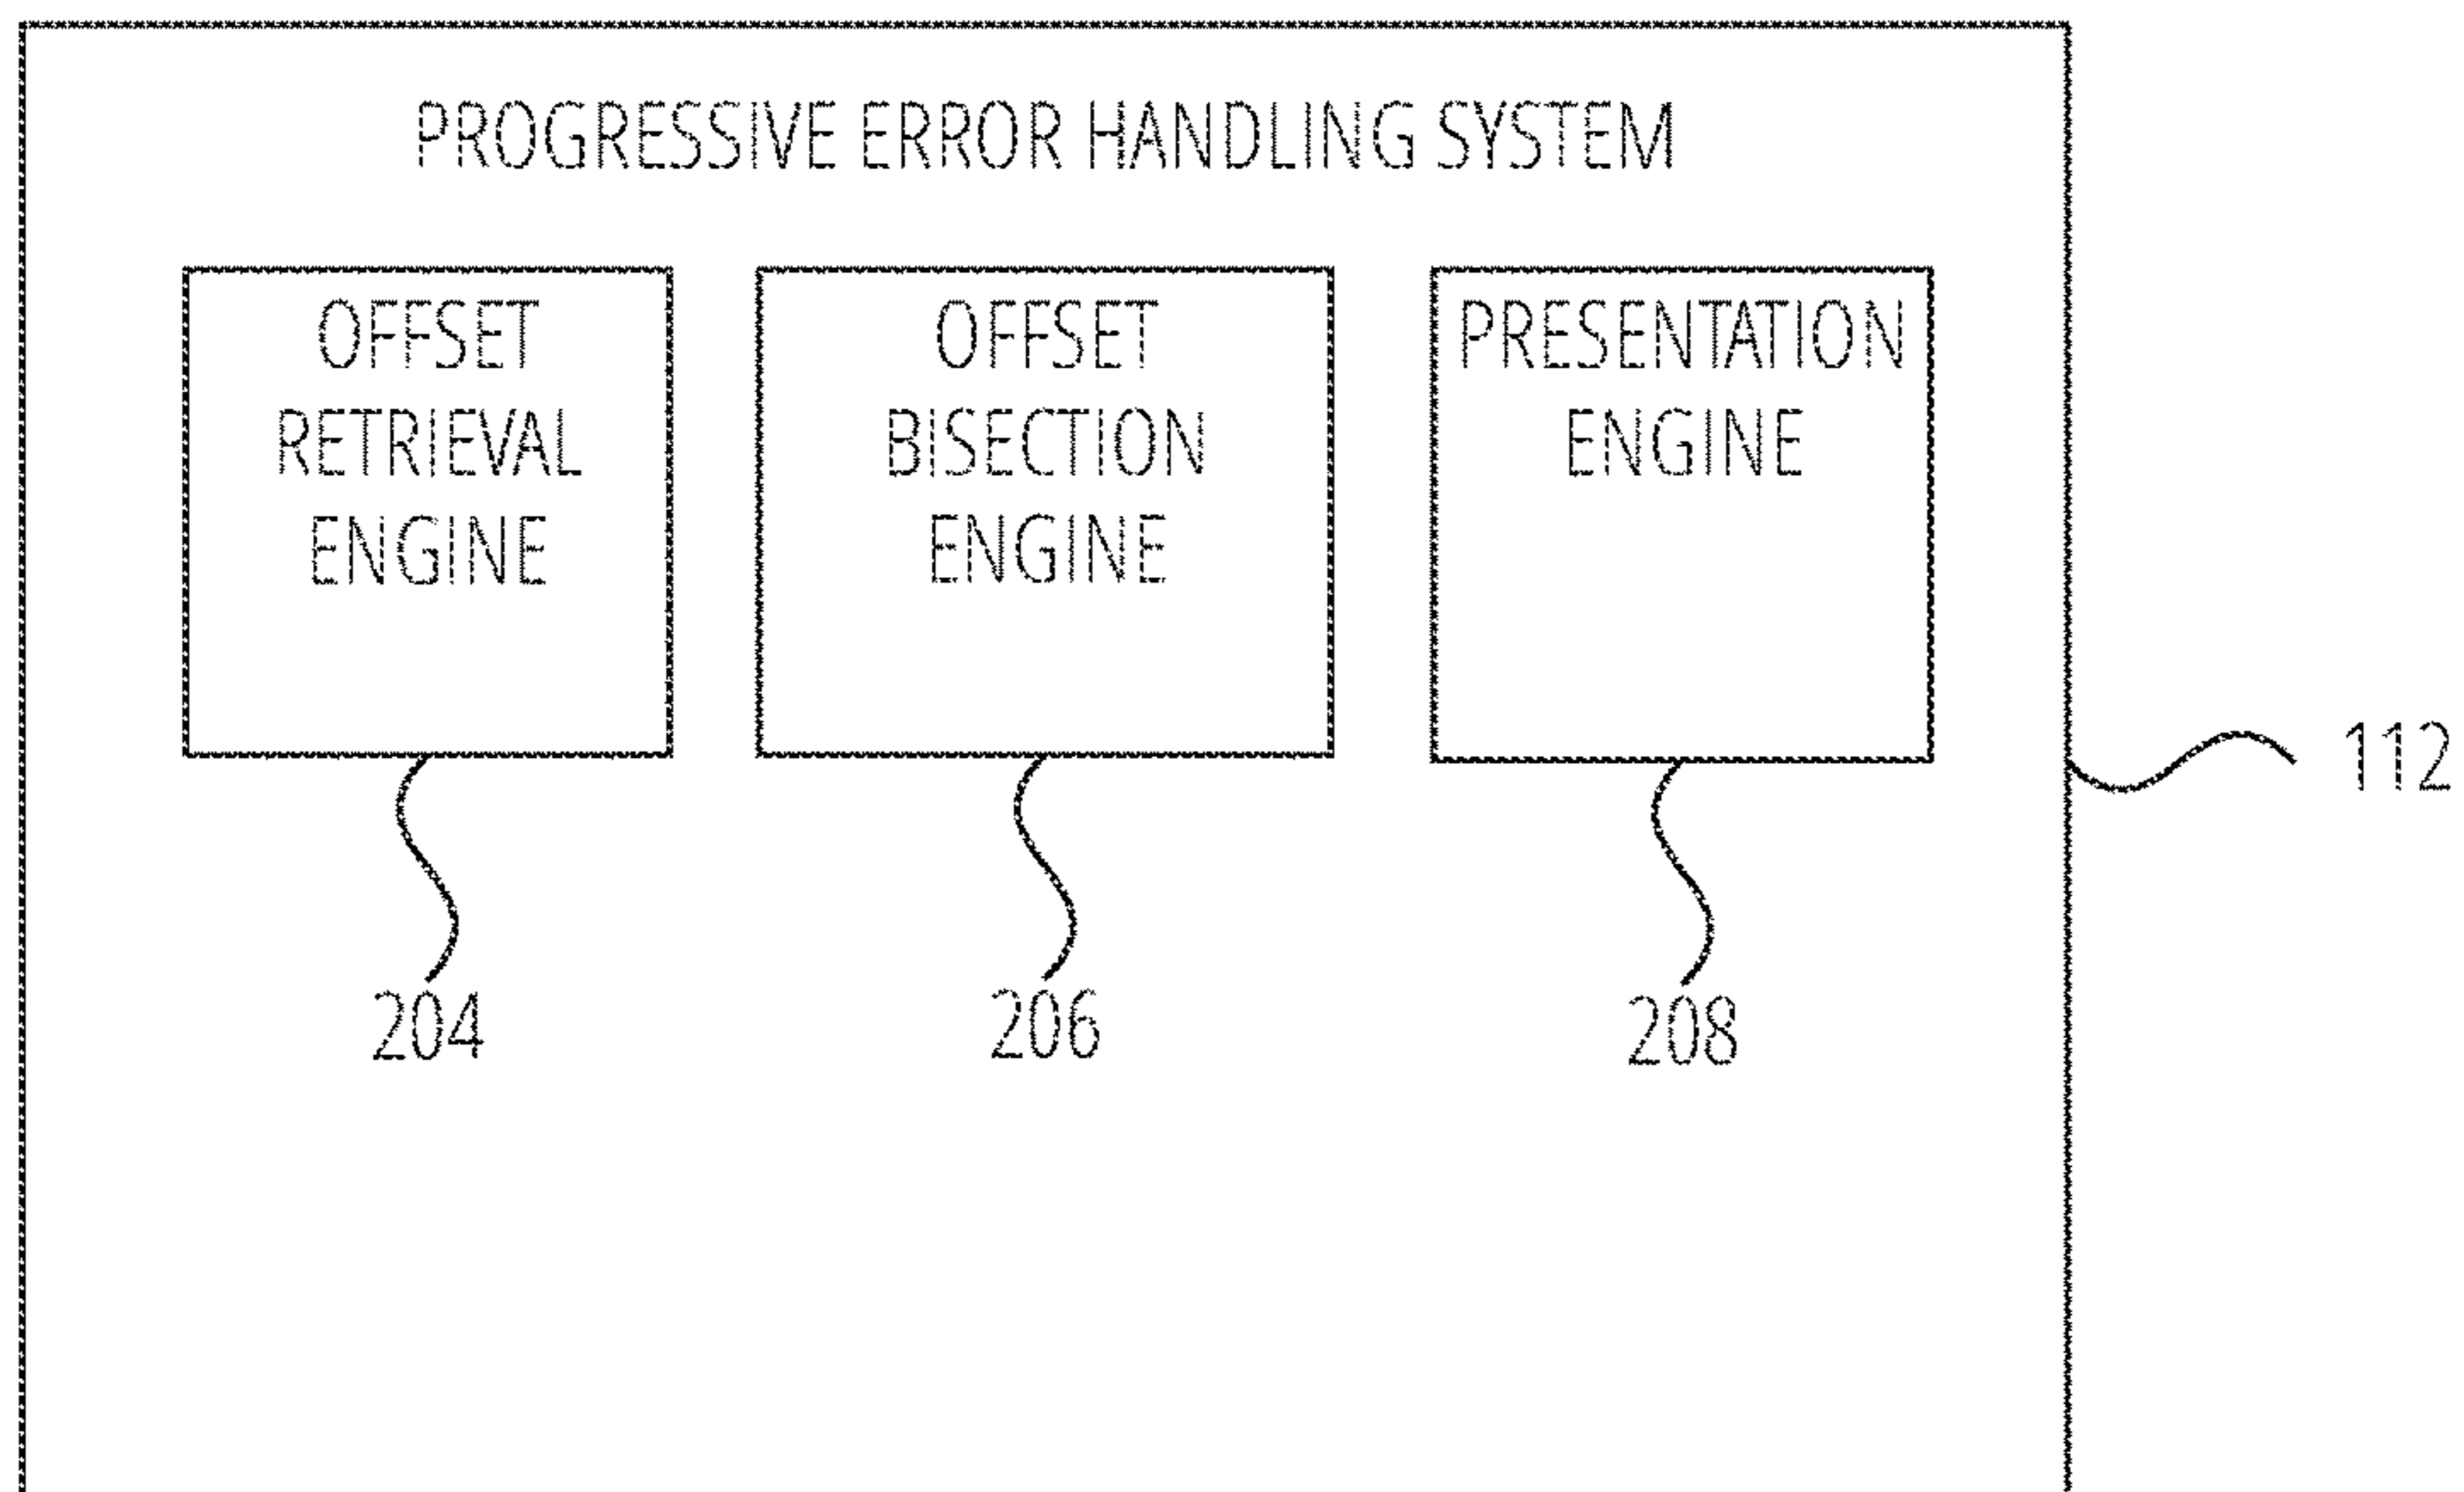 PROGRESSIVE ERROR HANDLING SYSTEM
OFFSET
RETRIEVAL
ENGINE
OFFSET
BISECTION
ENGINE
PRESENTATION
ENGINE
112
204
206
208